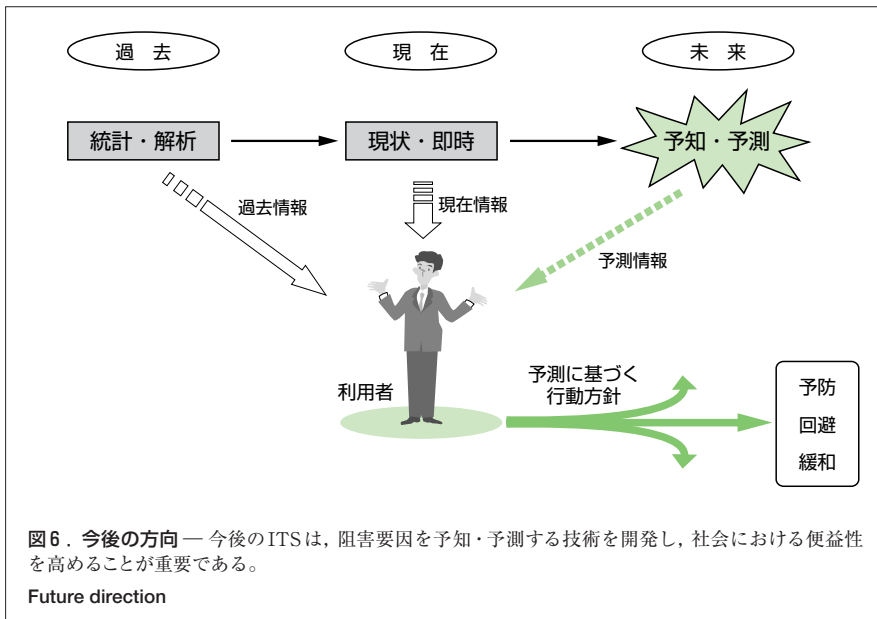 過去
現在
未来
統計・解析
現状・即時
予知・予測
過去情報
現在情報
予測情報
利用者
予測に基づく
行動方針
予防
回避
緩和
図6．今後の方向 — 今後のITSは，阻害要因を予知・予測する技術を開発し，社会における便益性
を高めることが重要である。
Future direction